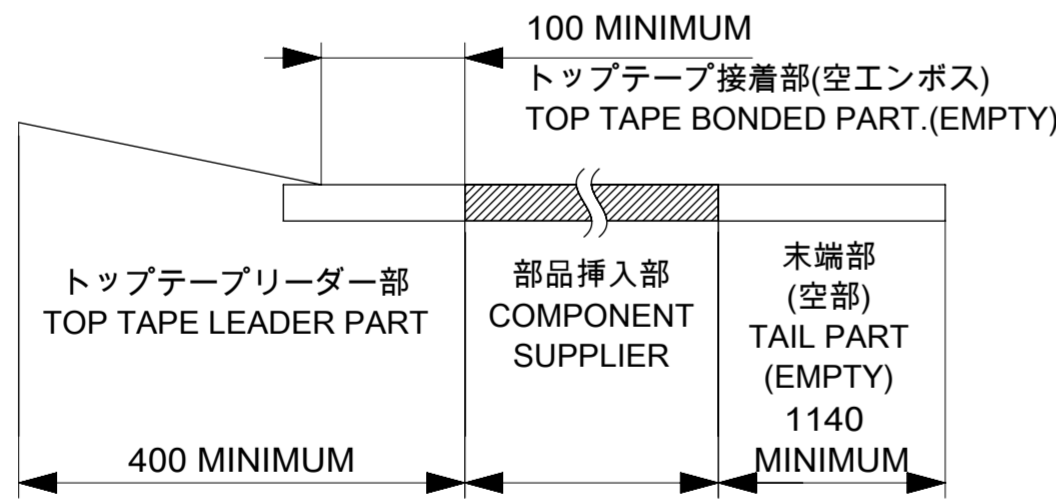 100 MINIMUM
トップテープ接着部(空エンボス)
TOP TAPE BONDED PART.(EMPTY)
トップテープリーダー部
TOP TAPE LEADER PART
400 MINIMUM
部品挿入部
COMPONENT
SUPPLIER
末端部
(空部)
TAIL PART
(EMPTY)
1140
MINIMUM